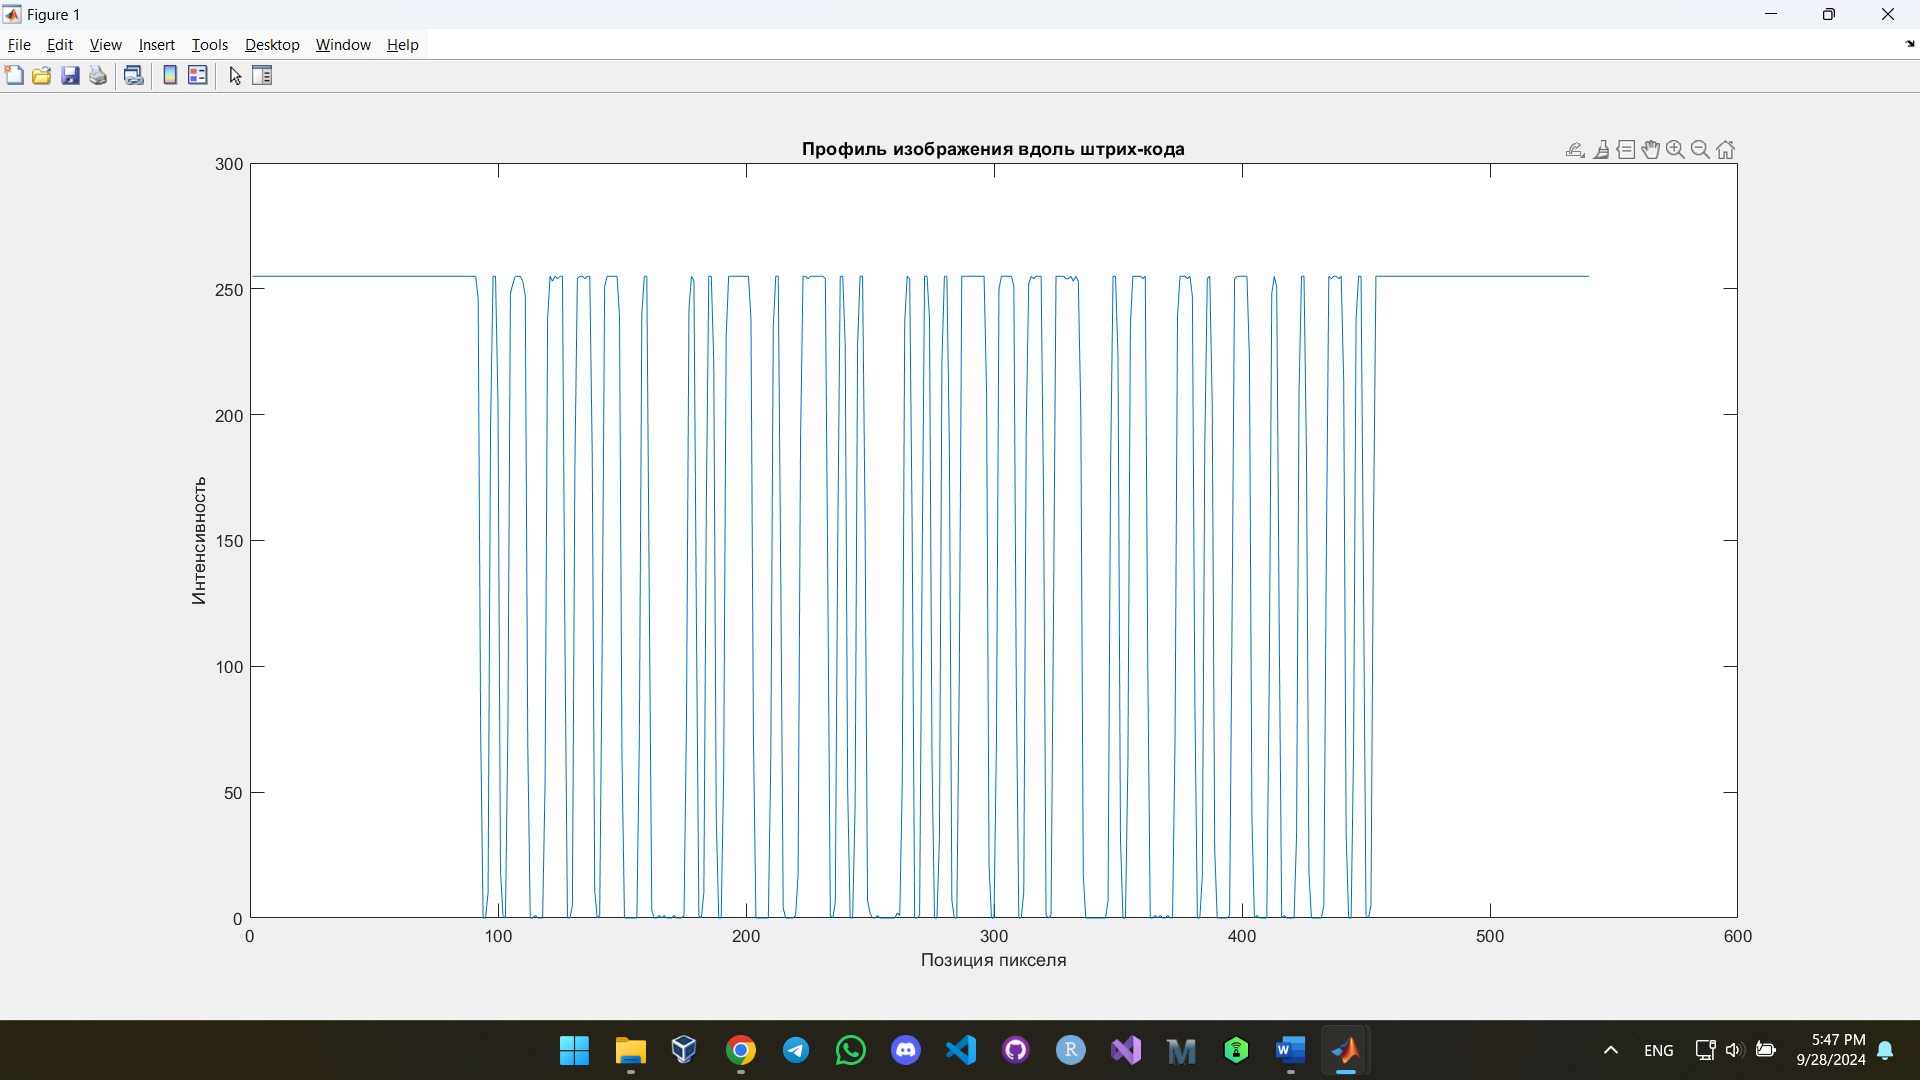 Figure 1
File Edit View Insert Tools Desktop Window Help
Профиль изображения вдоль штрих-кода
300
250
200
150
100
50
0
Интенсивность
0 100 200 300 400 500 600
Позиция пикселя
R
W
M
ENG
5:47 PM
9/28/2024